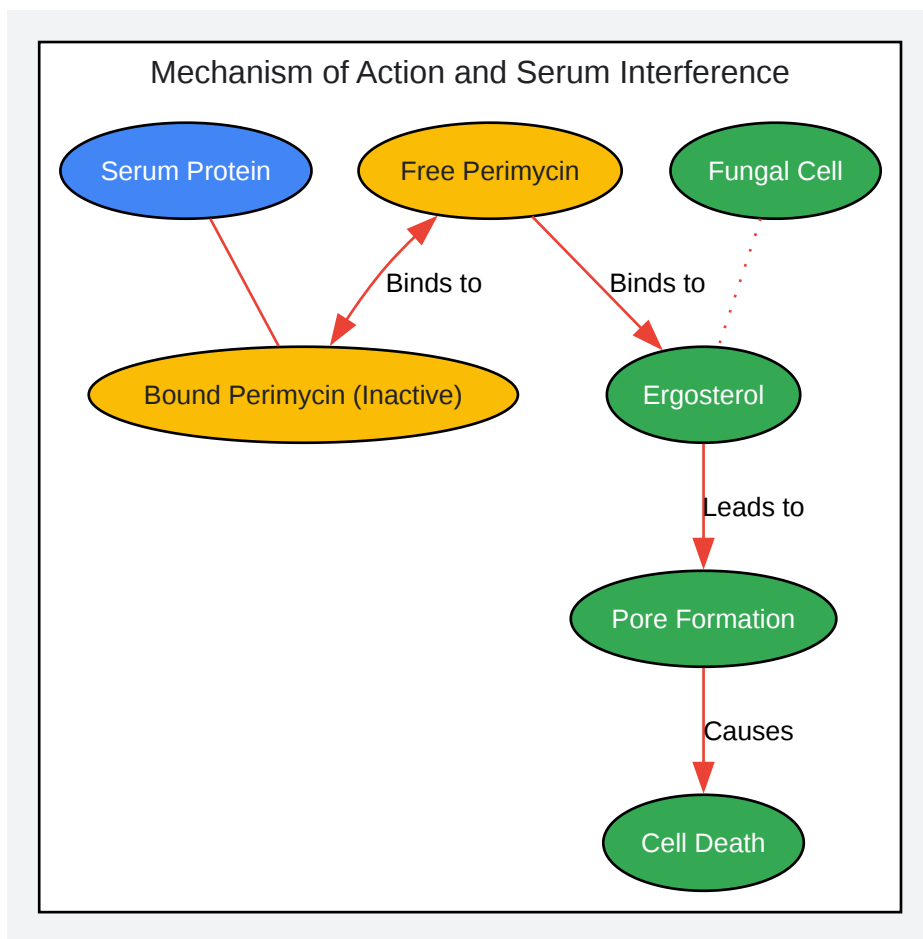 Mechanism of Action and Serum Interference
Serum Protein
Free Perimycin
Fungal Cell
Binds to
Binds to
Bound Perimycin (Inactive)
Ergosterol
Leads to
Pore Formation
Causes
Cell Death